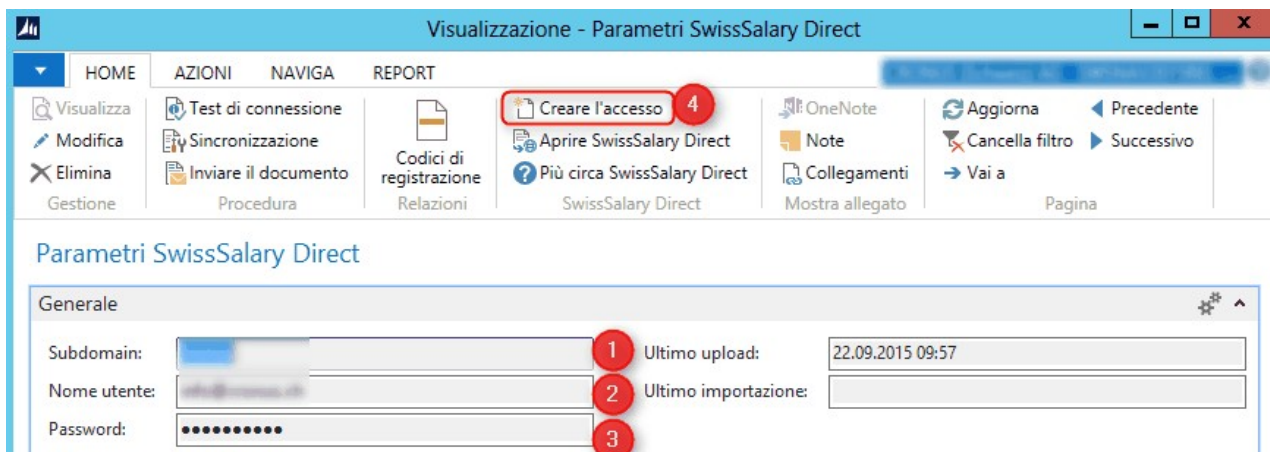 Visualizzazione - Parametri SwissSalary Direct
HOME AZIONI NAVIGA REPORT
Visualizza Test di connessione Creare l'accesso 4 OneNote Aggiorna Precedente
Modifica Sincronizzazione Aprire SwissSalary Direct Note Cancella filtro Successivo
Elimina Inviare il documento Codici di registrazione Più circa SwissSalary Direct Collegamenti Vai a
Gestione Procedura Relazioni SwissSalary Direct Mostra allegato Pagina
Parametri SwissSalary Direct
Generale
Subdomain: 1 Ultimo upload: 22.09.2015 09:57
Nome utente: 2 Ultimo importazione:
Password: •••••••••• 3